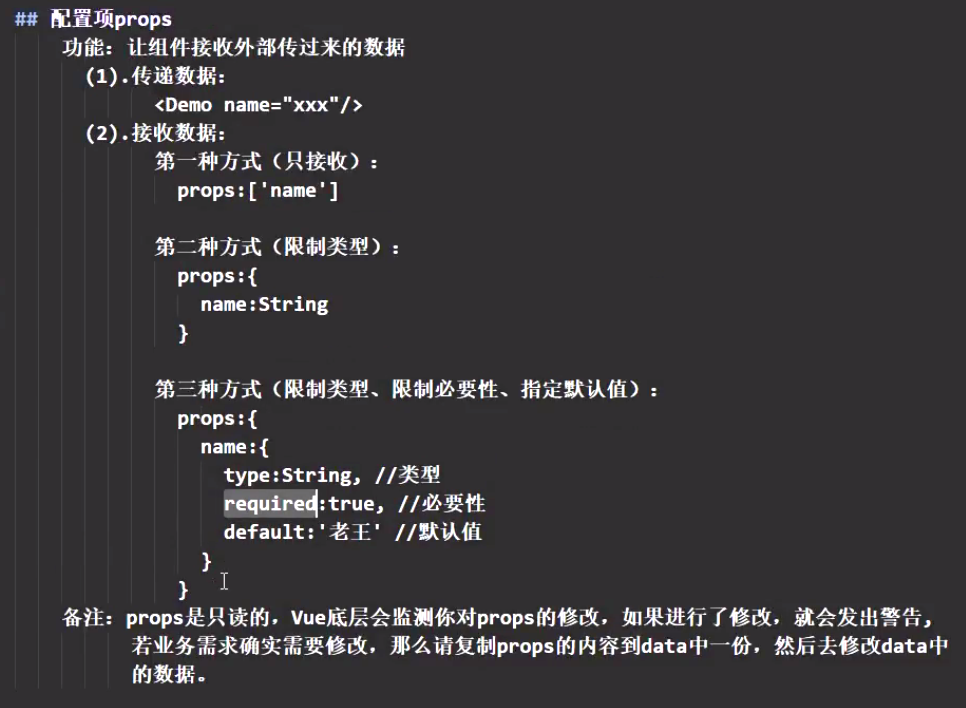 ## 配置项props
功能：让组件接收外部传过来的数据
(1).传递数据：
<Demo name="xxx"/>
(2).接收数据：
第一种方式（只接收）：
props:['name']
第二种方式（限制类型）：
props:{
name:String
}
第三种方式（限制类型、限制必要性、指定默认值）：
props:{
name:{
type:String, //类型
required:true, //必要性
default:'老王' //默认值
}
}
备注：props是只读的，Vue底层会监测你对props的修改，如果进行了修改，就会发出警告，
若业务需求确实需要修改，那么请复制props的内容到data中一份，然后去修改data中
的数据。